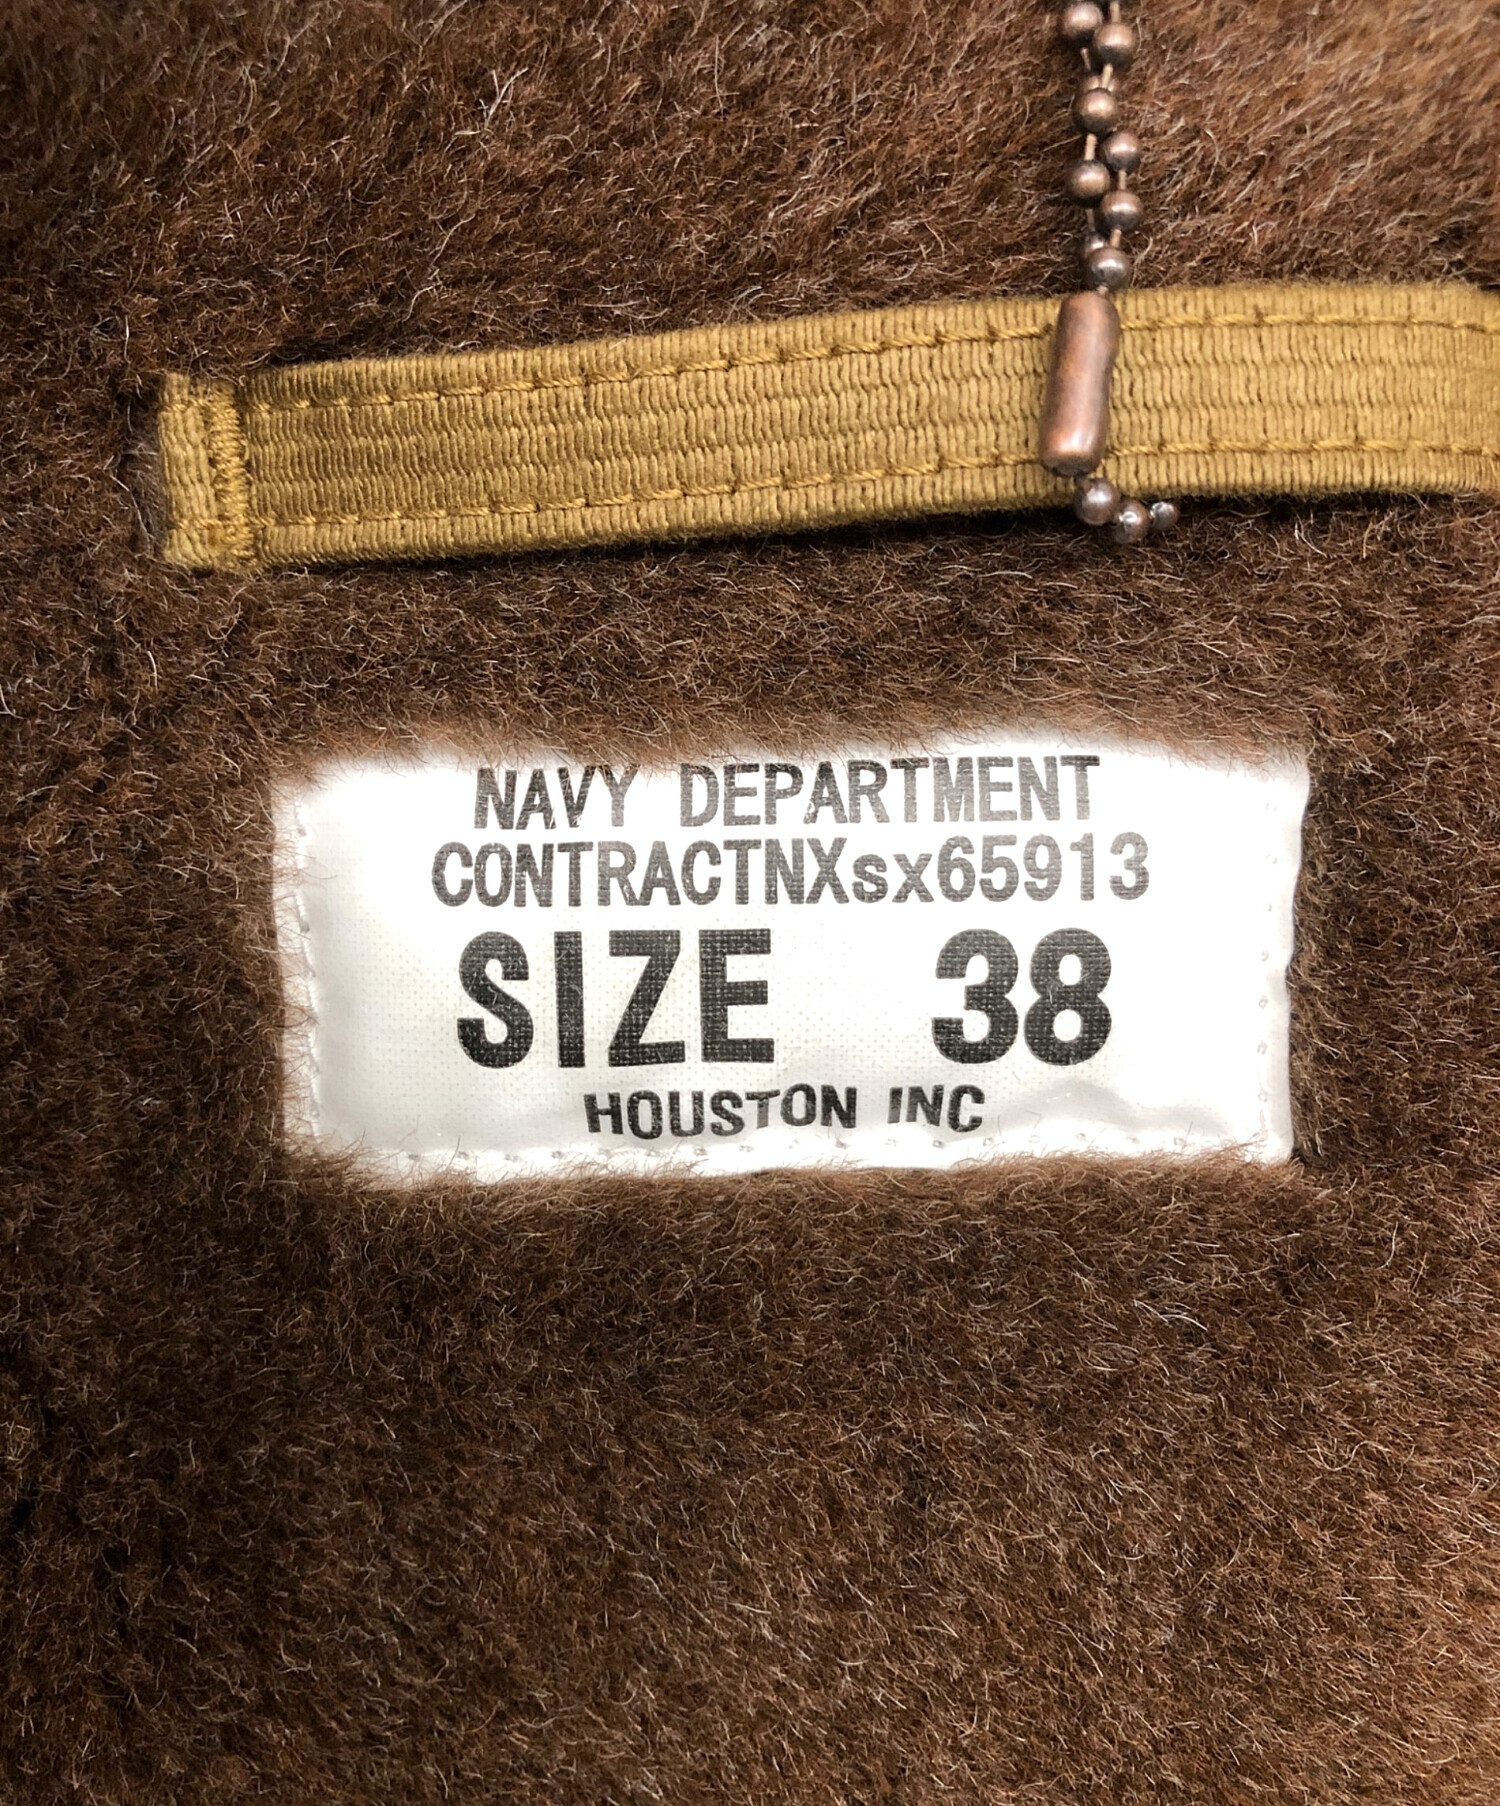 NAVY DEPARTMENT
CONTRACTNXsx65913
SIZE 38
HOUSTON INC